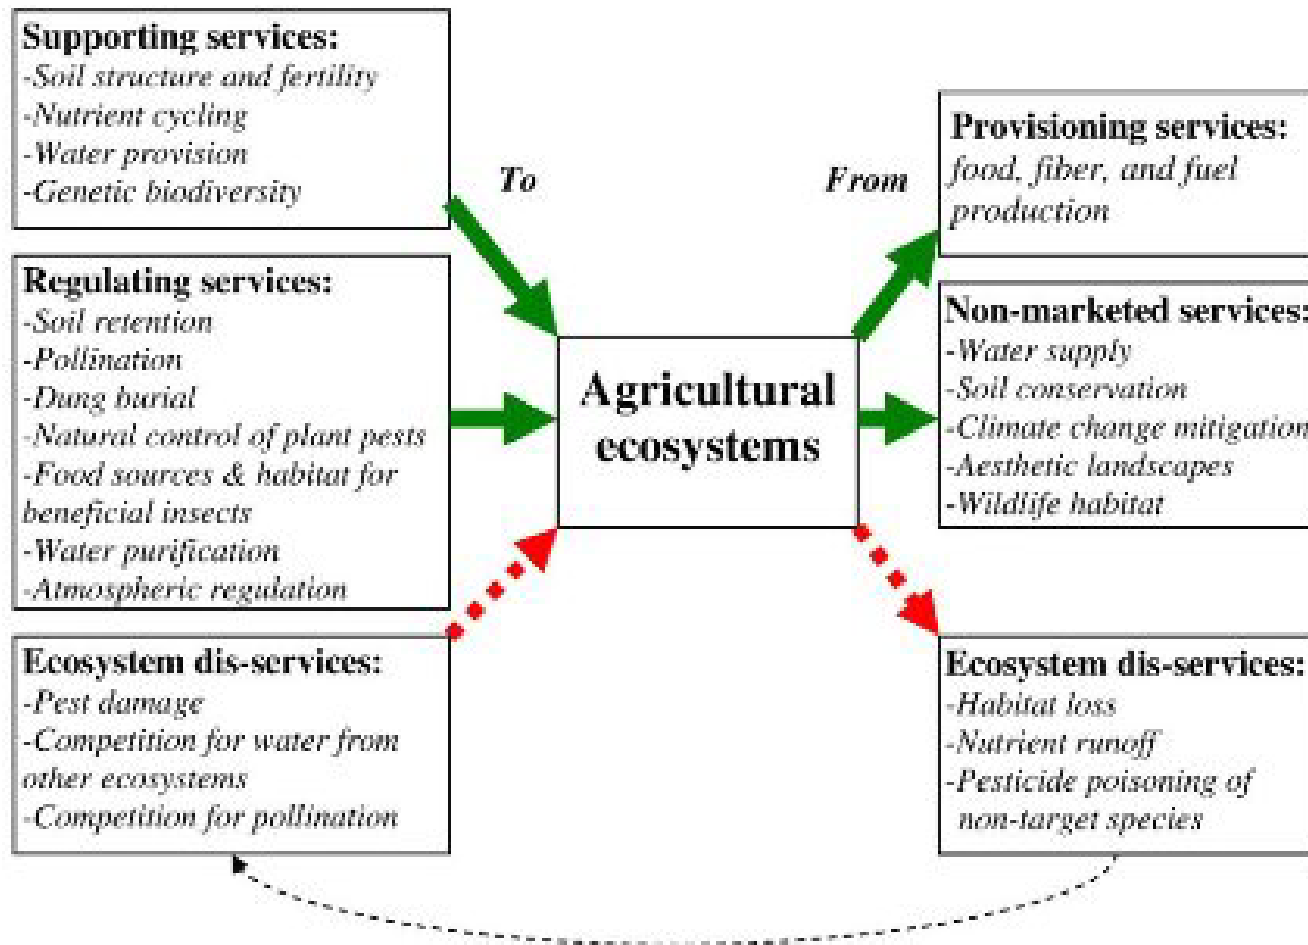 Supporting services:
-Soil structure and fertility
-Nutrient cycling
-Water provision
-Genetic biodiversity
Regulating services:
-Soil retention
-Pollination
-Dung burial
-Natural control of plant pests
-Food sources & habitat for
beneficial insects
-Water purification
-Atmospheric regulation
Ecosystem dis-services:
-Pest damage
-Competition for water from
other ecosystems
-Competition for pollination
To
Agricultural
ecosystems
From
Provisioning services:
food, fiber, and fuel
production
Non-marketed services:
-Water supply
-Soil conservation
-Climate change mitigation
-Aesthetic landscapes
-Wildlife habitat
Ecosystem dis-services:
-Habitat loss
-Nutrient runoff
-Pesticide poisoning of
non-target species